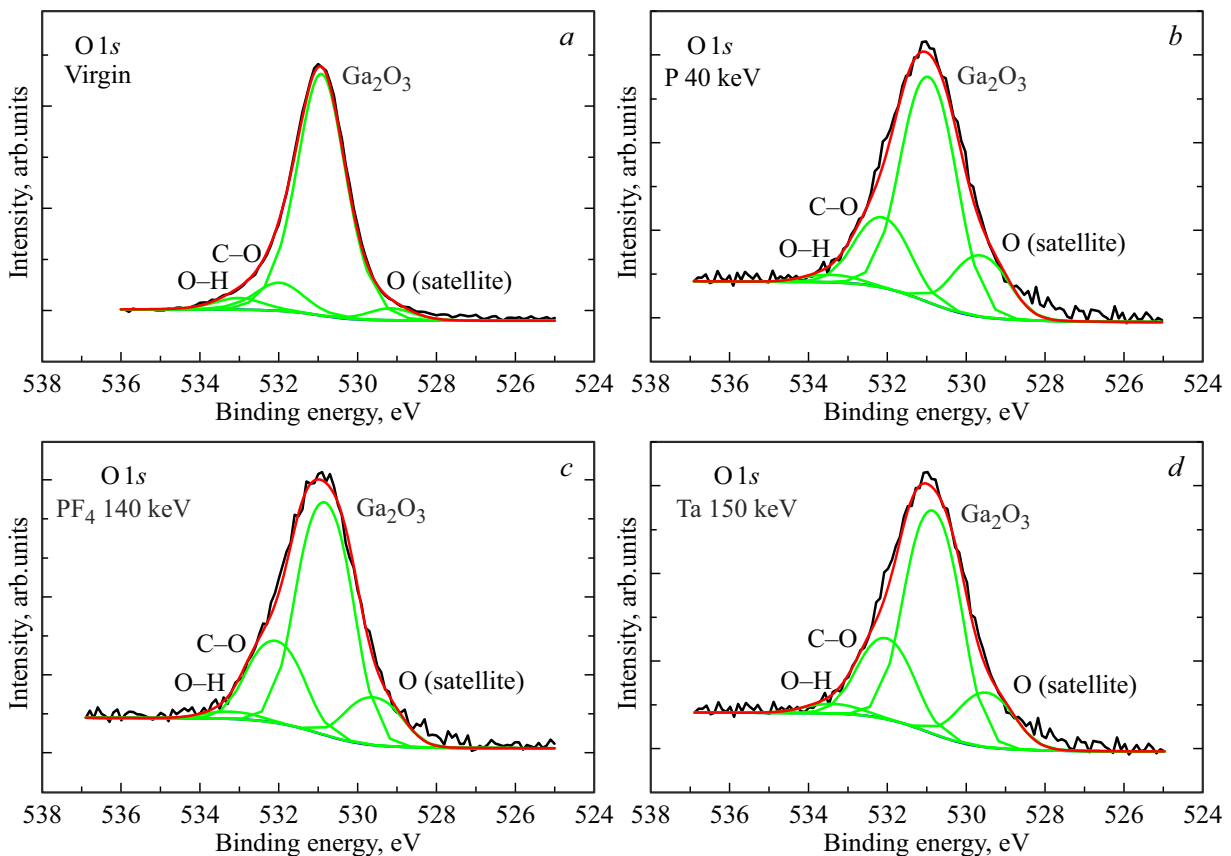 O 1s
Virgin
a
Ga₂O₃
C–O
O–H
O (satellite)
Intensity, arb.units
538 536 534 532 530 528 526 524
Binding energy, eV
O 1s
P 40 keV
b
Ga₂O₃
C–O
O–H
O (satellite)
Intensity, arb.units
538 536 534 532 530 528 526 524
Binding energy, eV
O 1s
PF₄ 140 keV
c
Ga₂O₃
C–O
O–H
O (satellite)
Intensity, arb.units
538 536 534 532 530 528 526 524
Binding energy, eV
O 1s
Ta 150 keV
d
Ga₂O₃
C–O
O–H
O (satellite)
Intensity, arb.units
538 536 534 532 530 528 526 524
Binding energy, eV